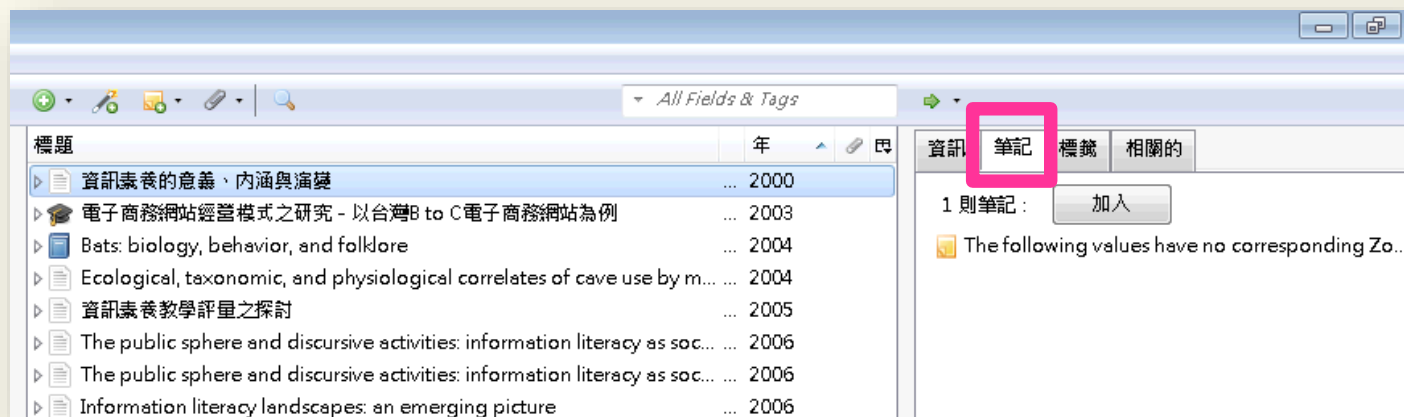 All Fields & Tags
標題 年
資訊 筆記 標籤 相關的
資訊素養的意義、內涵與演變 ... 2000
1 則筆記： 加入
電子商務網站經營模式之研究 - 以台灣B to C電子商務網站為例 ... 2003
Bats: biology, behavior, and folklore ... 2004
The following values have no corresponding Zo...
Ecological, taxonomic, and physiological correlates of cave use by m... ... 2004
資訊素養教學評量之探討 ... 2005
The public sphere and discursive activities: information literacy as soc... ... 2006
The public sphere and discursive activities: information literacy as soc... ... 2006
Information literacy landscapes: an emerging picture ... 2006